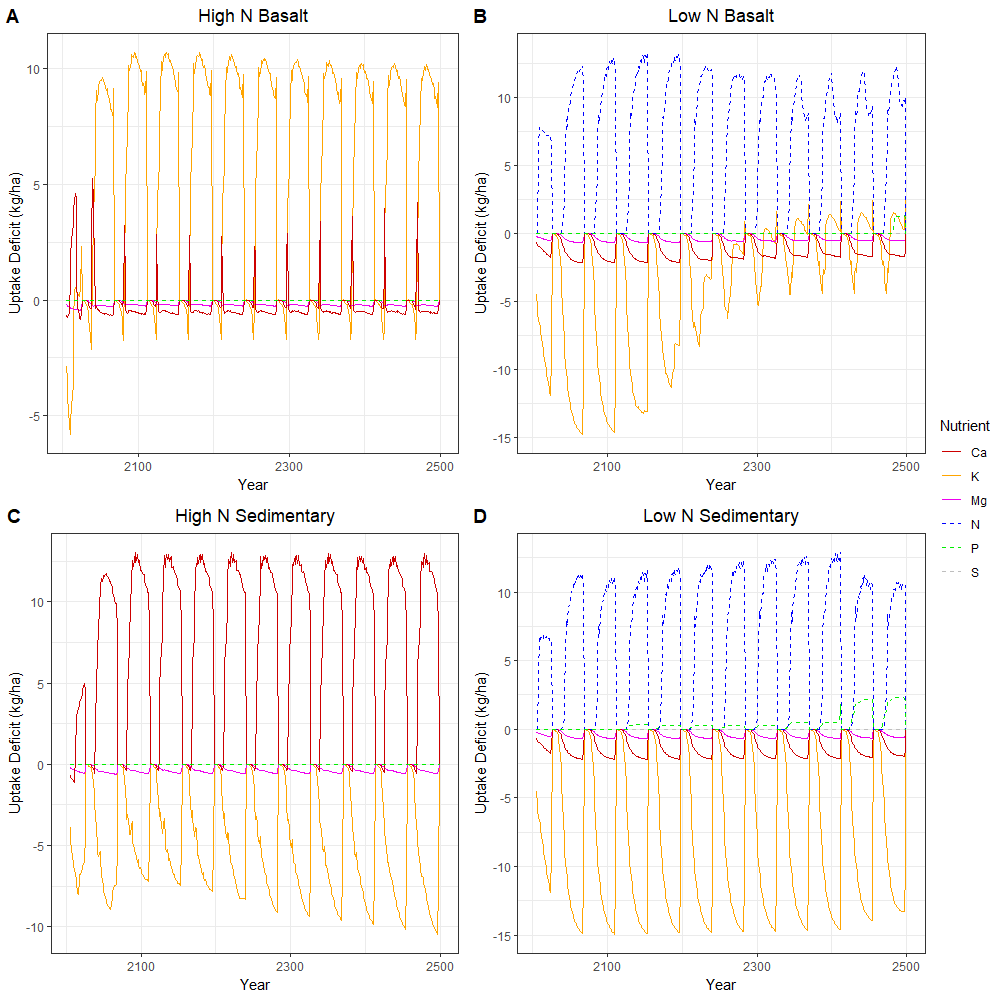 A High N Basalt
B Low N Basalt
Uptake Deficit (kg/ha)
10
5
0
-5
2100 2300 2500
Year
Uptake Deficit (kg/ha)
10
5
0
-5
-10
-15
2100 2300 2500
Year
C High N Sedimentary
D Low N Sedimentary
Uptake Deficit (kg/ha)
10
5
0
-5
-10
2100 2300 2500
Year
Uptake Deficit (kg/ha)
10
5
0
-5
-10
-15
2100 2300 2500
Year
Nutrient
Ca
K
Mg
N
P
S